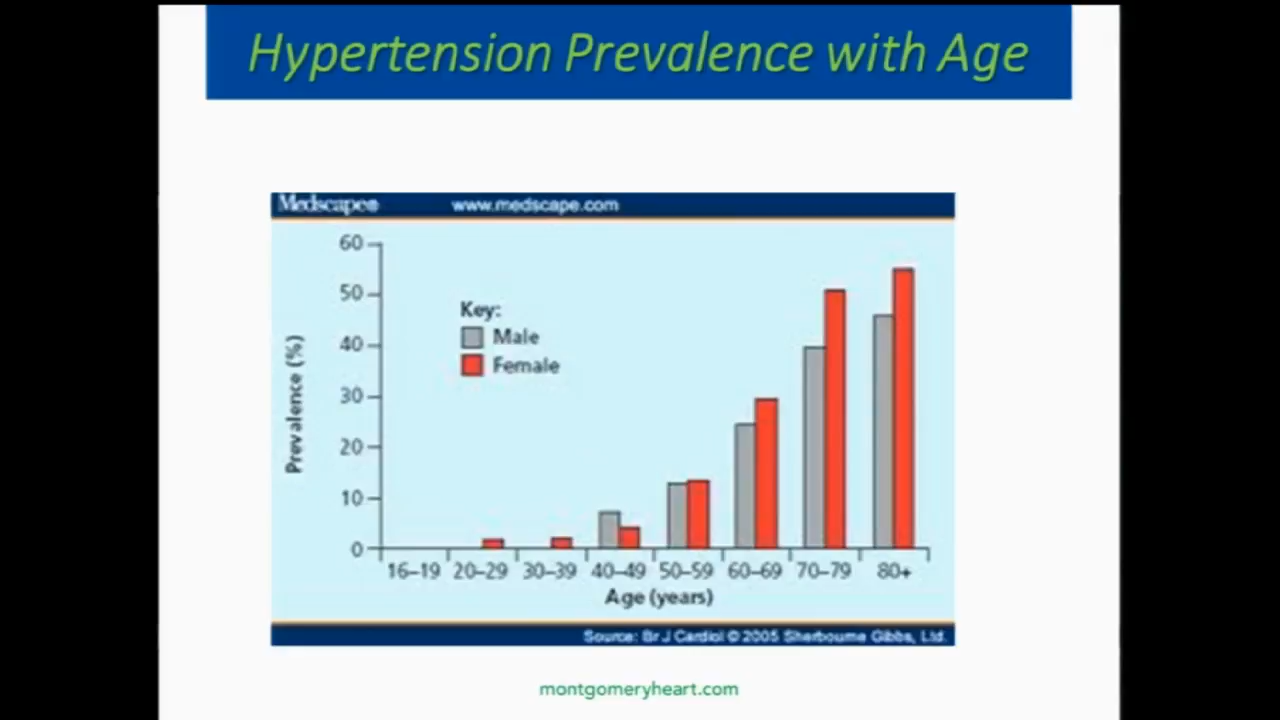 Hypertension Prevalence with Age
Medscape® www.medscape.com
60
50
40
30
20
10
0
Prevalence (%)
Key:
Male
Female
16–19 20–29 30–39 40–49 50–59 60–69 70–79 80+
Age (years)
Source: Br J Cardiol © 2005 Sherbourne Gibbs, Ltd.
montgomeryheart.com